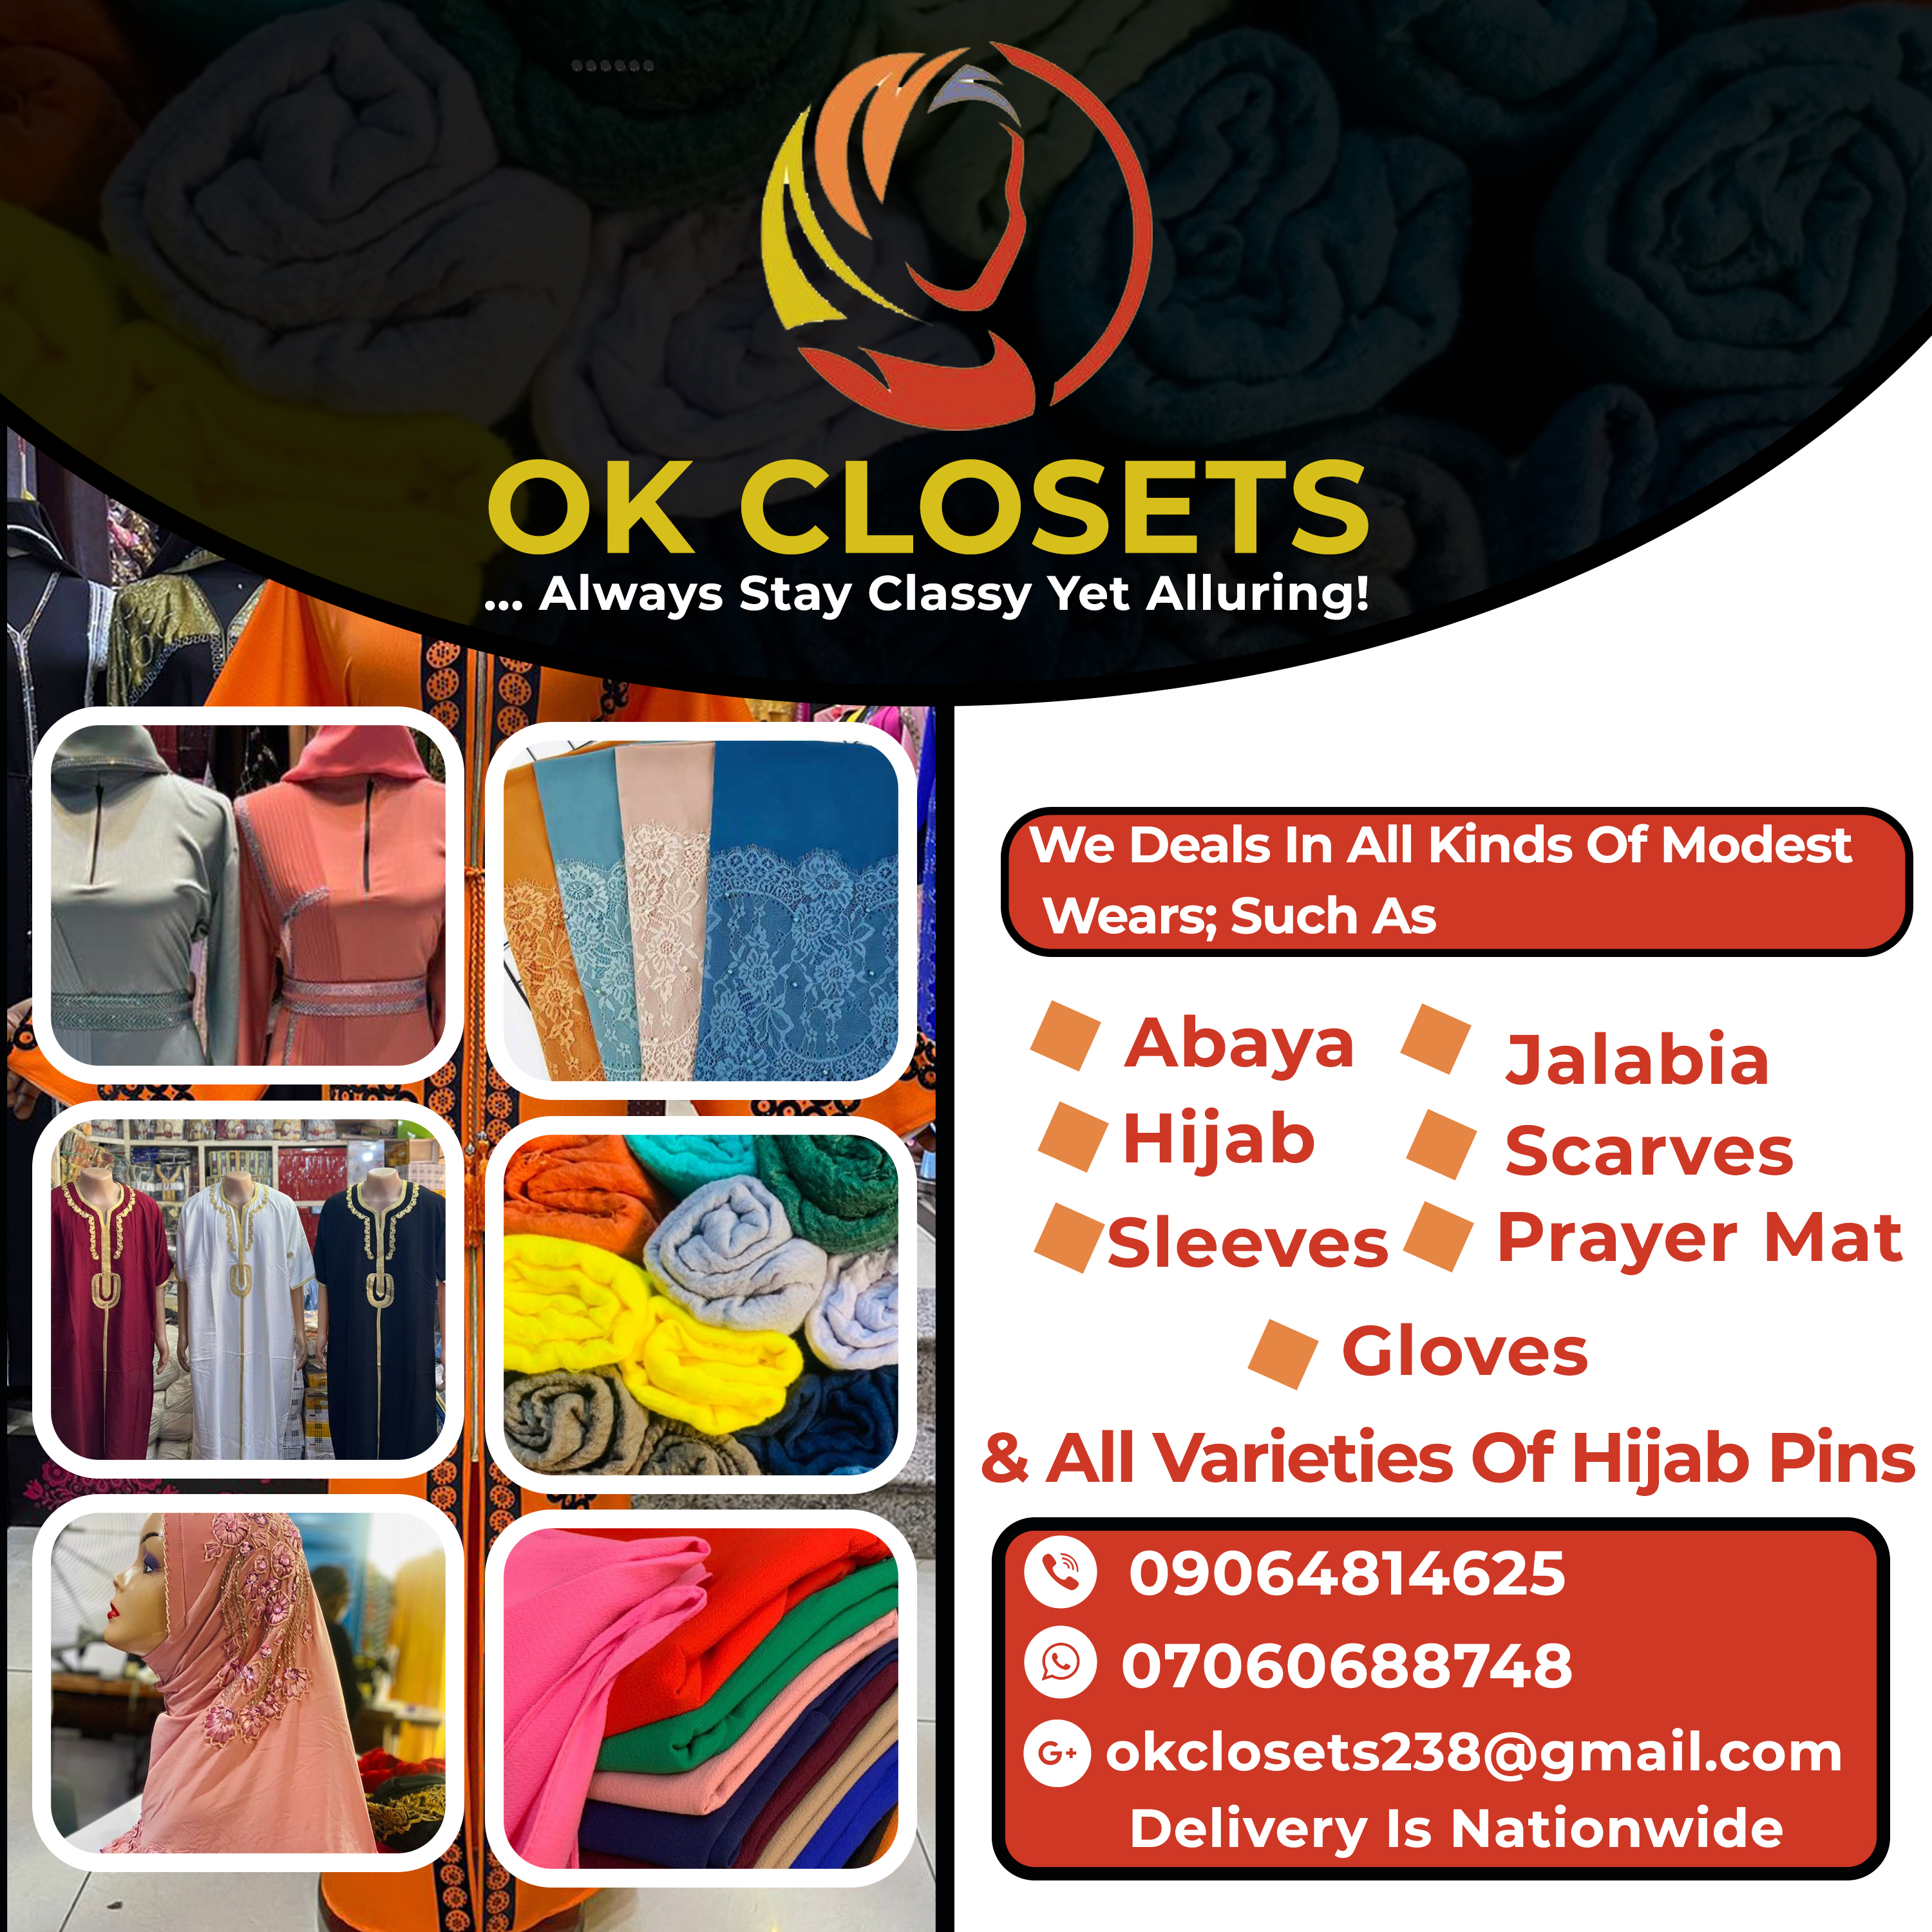 OK CLOSETS
... Always Stay Classy Yet Alluring!
We Deals In All Kinds Of Modest
Wears; Such As
Abaya
Jalabia
Hijab
Scarves
Sleeves
Prayer Mat
Gloves
& All Varieties Of Hijab Pins
09064814625
07060688748
G+ okclosets238@gmail.com
Delivery Is Nationwide